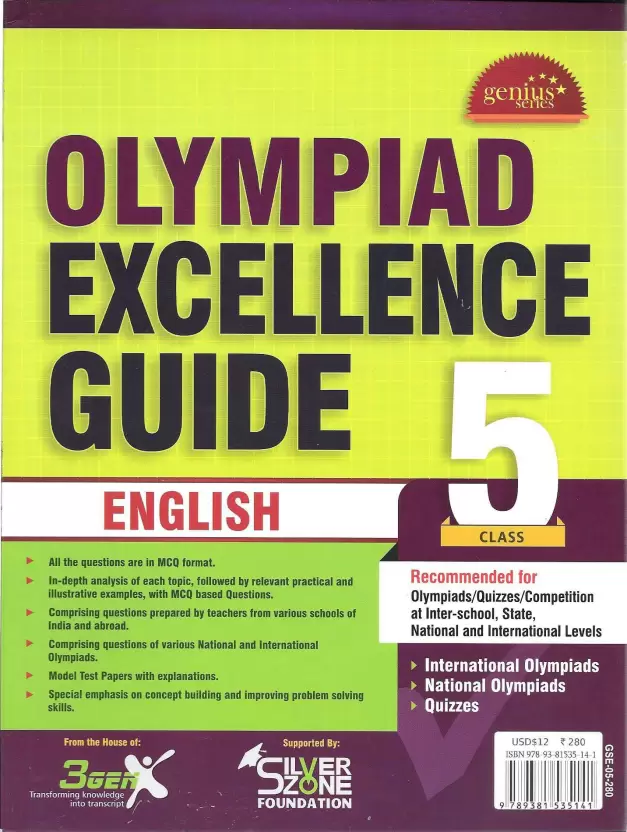 genius
series
OLYMPIAD
EXCELLENCE
GUIDE
5
CLASS
ENGLISH
All the questions are in MCQ format.
In-depth analysis of each topic, followed by relevant practical and
illustrative examples, with MCQ based Questions.
Comprising questions prepared by teachers from various schools of
India and abroad.
Comprising questions of various National and International
Olympiads.
Model Test Papers with explanations.
Special emphasis on concept building and improving problem solving
skills.
Recommended for
Olympiads/Quizzes/Competition
at Inter-school, State,
National and International Levels
International Olympiads
National Olympiads
Quizzes
From the House of:
3GENX
Transforming knowledge
into transcript
Supported By:
SILVER
ZONE
FOUNDATION
USD$12 ₹ 280
ISBN 978-93-81535-14-1
9 789381 535141
GSE-05-280